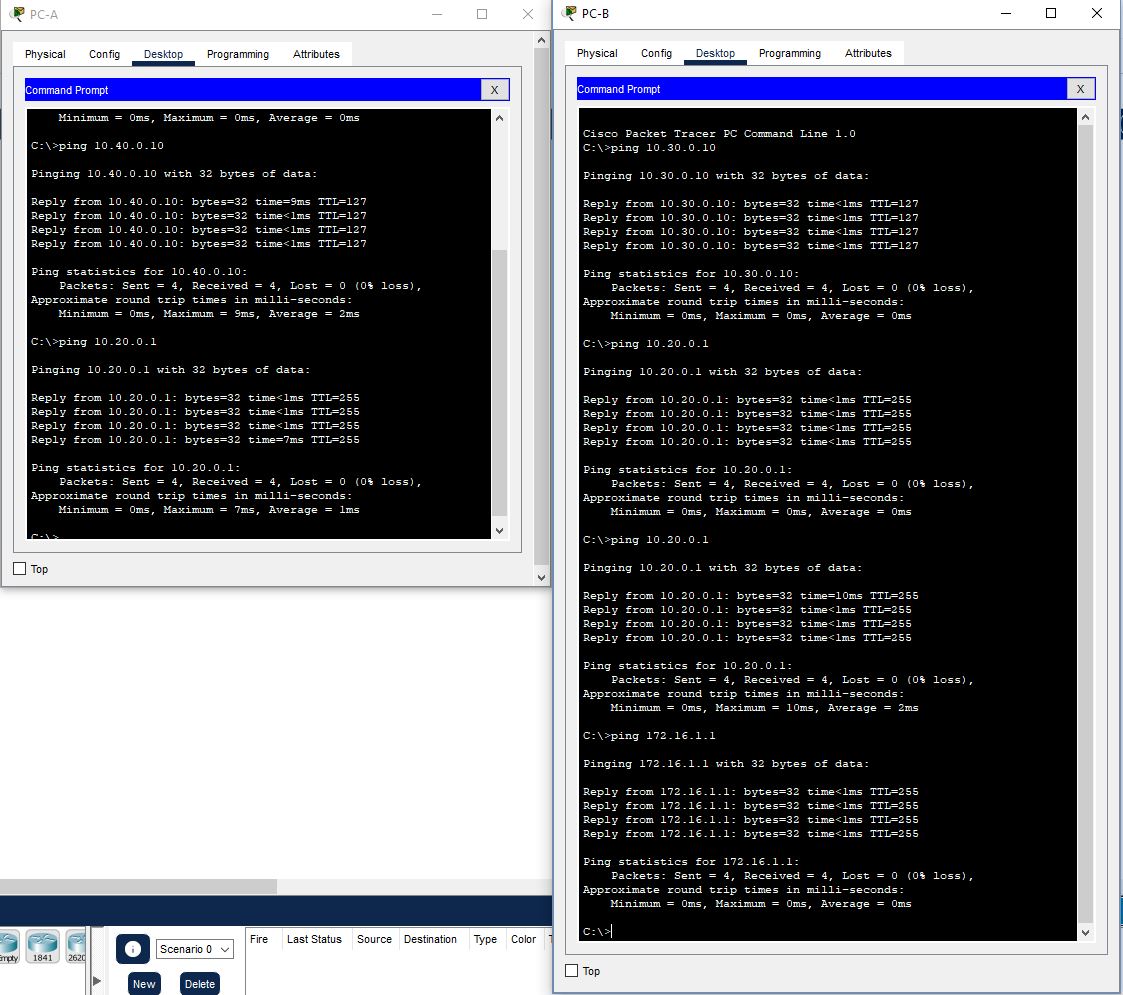 PC-A
Physical Config Desktop Programming Attributes
Command Prompt X
    Minimum = 0ms, Maximum = 0ms, Average = 0ms
C:\>ping 10.40.0.10
Pinging 10.40.0.10 with 32 bytes of data:
Reply from 10.40.0.10: bytes=32 time=9ms TTL=127
Reply from 10.40.0.10: bytes=32 time<1ms TTL=127
Reply from 10.40.0.10: bytes=32 time<1ms TTL=127
Reply from 10.40.0.10: bytes=32 time<1ms TTL=127
Ping statistics for 10.40.0.10:
    Packets: Sent = 4, Received = 4, Lost = 0 (0% loss),
Approximate round trip times in milli-seconds:
    Minimum = 0ms, Maximum = 9ms, Average = 2ms
C:\>ping 10.20.0.1
Pinging 10.20.0.1 with 32 bytes of data:
Reply from 10.20.0.1: bytes=32 time<1ms TTL=255
Reply from 10.20.0.1: bytes=32 time<1ms TTL=255
Reply from 10.20.0.1: bytes=32 time<1ms TTL=255
Reply from 10.20.0.1: bytes=32 time=7ms TTL=255
Ping statistics for 10.20.0.1:
    Packets: Sent = 4, Received = 4, Lost = 0 (0% loss),
Approximate round trip times in milli-seconds:
    Minimum = 0ms, Maximum = 7ms, Average = 1ms
C:\>
Top
PC-B
Physical Config Desktop Programming Attributes
Command Prompt X
Cisco Packet Tracer PC Command Line 1.0
C:\>ping 10.30.0.10
Pinging 10.30.0.10 with 32 bytes of data:
Reply from 10.30.0.10: bytes=32 time<1ms TTL=127
Reply from 10.30.0.10: bytes=32 time<1ms TTL=127
Reply from 10.30.0.10: bytes=32 time<1ms TTL=127
Reply from 10.30.0.10: bytes=32 time<1ms TTL=127
Ping statistics for 10.30.0.10:
    Packets: Sent = 4, Received = 4, Lost = 0 (0% loss),
Approximate round trip times in milli-seconds:
    Minimum = 0ms, Maximum = 0ms, Average = 0ms
C:\>ping 10.20.0.1
Pinging 10.20.0.1 with 32 bytes of data:
Reply from 10.20.0.1: bytes=32 time<1ms TTL=255
Reply from 10.20.0.1: bytes=32 time<1ms TTL=255
Reply from 10.20.0.1: bytes=32 time<1ms TTL=255
Reply from 10.20.0.1: bytes=32 time<1ms TTL=255
Ping statistics for 10.20.0.1:
    Packets: Sent = 4, Received = 4, Lost = 0 (0% loss),
Approximate round trip times in milli-seconds:
    Minimum = 0ms, Maximum = 0ms, Average = 0ms
C:\>ping 10.20.0.1
Pinging 10.20.0.1 with 32 bytes of data:
Reply from 10.20.0.1: bytes=32 time=10ms TTL=255
Reply from 10.20.0.1: bytes=32 time<1ms TTL=255
Reply from 10.20.0.1: bytes=32 time<1ms TTL=255
Reply from 10.20.0.1: bytes=32 time<1ms TTL=255
Ping statistics for 10.20.0.1:
    Packets: Sent = 4, Received = 4, Lost = 0 (0% loss),
Approximate round trip times in milli-seconds:
    Minimum = 0ms, Maximum = 10ms, Average = 2ms
C:\>ping 172.16.1.1
Pinging 172.16.1.1 with 32 bytes of data:
Reply from 172.16.1.1: bytes=32 time<1ms TTL=255
Reply from 172.16.1.1: bytes=32 time<1ms TTL=255
Reply from 172.16.1.1: bytes=32 time<1ms TTL=255
Reply from 172.16.1.1: bytes=32 time<1ms TTL=255
Ping statistics for 172.16.1.1:
    Packets: Sent = 4, Received = 4, Lost = 0 (0% loss),
Approximate round trip times in milli-seconds:
    Minimum = 0ms, Maximum = 0ms, Average = 0ms
C:\>
Top
1841
Scenario 0
New Delete
Fire Last Status Source Destination Type Color